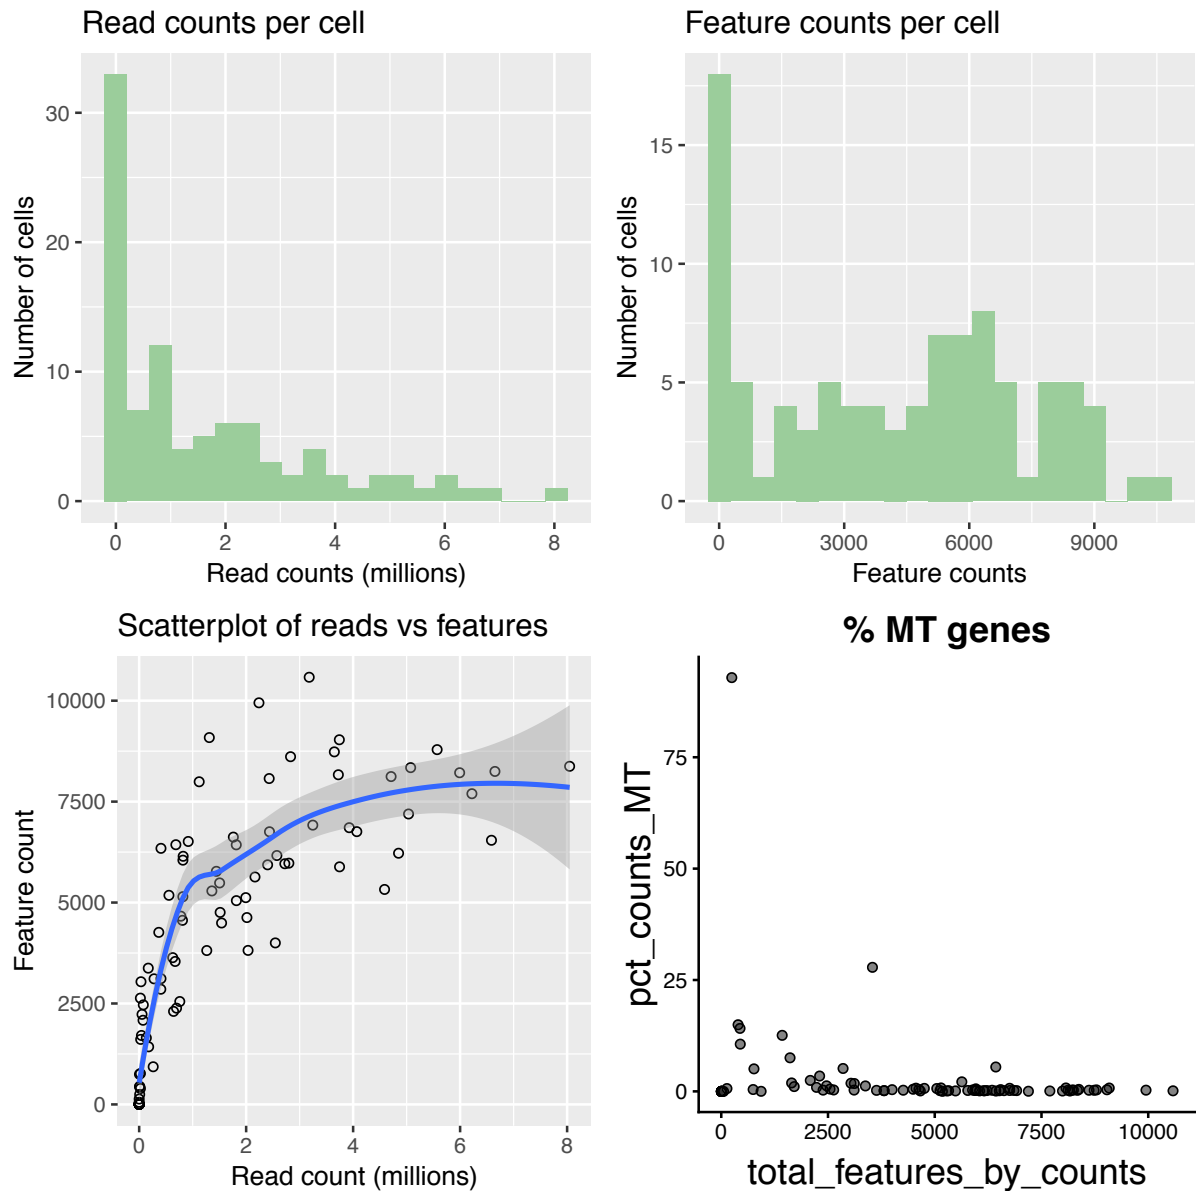 Read counts per cell
Number of cells
30
20
10
0
0 2 4 6 8
Read counts (millions)
Feature counts per cell
Number of cells
15
10
5
0
0 3000 6000 9000
Feature counts
Scatterplot of reads vs features
Feature count
10000
7500
5000
2500
0
0 2 4 6 8
Read count (millions)
% MT genes
pct_counts_MT
75
50
25
0
0 2500 5000 7500 10000
total_features_by_counts